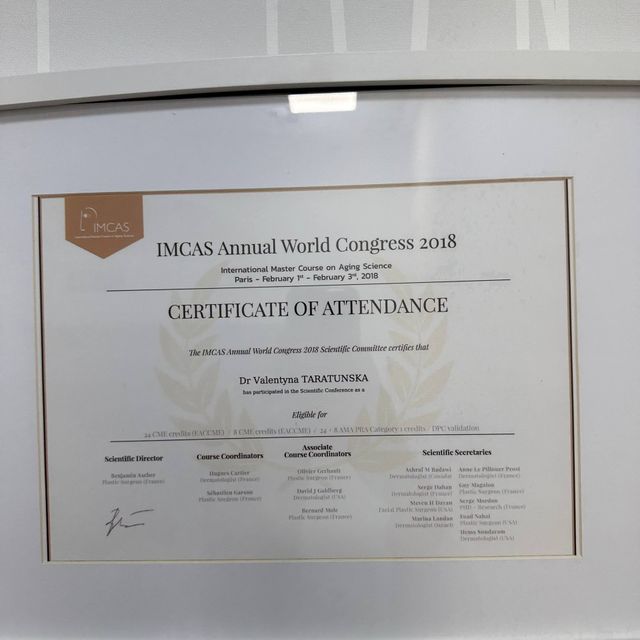 IMCAS
International Master Course on Aging Science
IMCAS Annual World Congress 2018
International Master Course on Aging Science
Paris - February 1st - February 3rd, 2018
CERTIFICATE OF ATTENDANCE
The IMCAS Annual World Congress 2018 Scientific Committee certifies that
Dr Valentyna TARATUNSKA
has participated in the Scientific Conference as a
Eligible for
24 CME credits (EACCME) / 8 CME credits (EACCME) / 24 + 8 AMA PRA Category 1 credits / DPC validation
Scientific Director
Benjamin Ascher
Plastic Surgeon (France)
Course Coordinators
Hugues Cartier
Dermatologist (France)
Sébastien Garson
Plastic Surgeon (France)
Associate
Course Coordinators
Olivier Gerbault
Plastic Surgeon (France)
David J Goldberg
Dermatologist (USA)
Bernard Mole
Plastic Surgeon (France)
Scientific Secretaries
Ashraf M Badawi
Dermatologist (Canada)
Serge Dahan
Dermatologist (France)
Steven H Dayan
Facial Plastic Surgeon (USA)
Marina Landau
Dermatologist (Israel)
Anne Le Pillouer Prost
Dermatologist (France)
Guy Magalon
Plastic Surgeon (France)
Serge Mordon
PHD - Research (France)
Foad Nahai
Plastic Surgeon (USA)
Hema Sundaram
Dermatologist (USA)